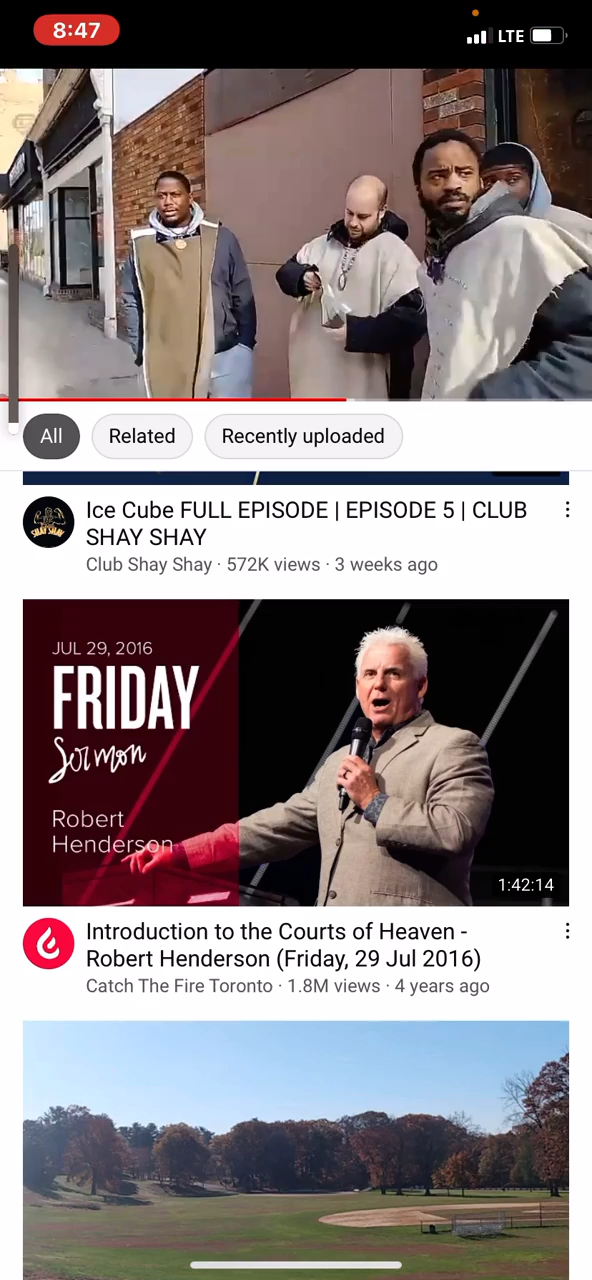 8:47
LTE
All
Related
Recently uploaded
Ice Cube FULL EPISODE | EPISODE 5 | CLUB
SHAY SHAY
Club Shay Shay · 572K views · 3 weeks ago
JUL 29, 2016
FRIDAY
Sermon
Robert
Henderson
1:42:14
Introduction to the Courts of Heaven -
Robert Henderson (Friday, 29 Jul 2016)
Catch The Fire Toronto · 1.8M views · 4 years ago